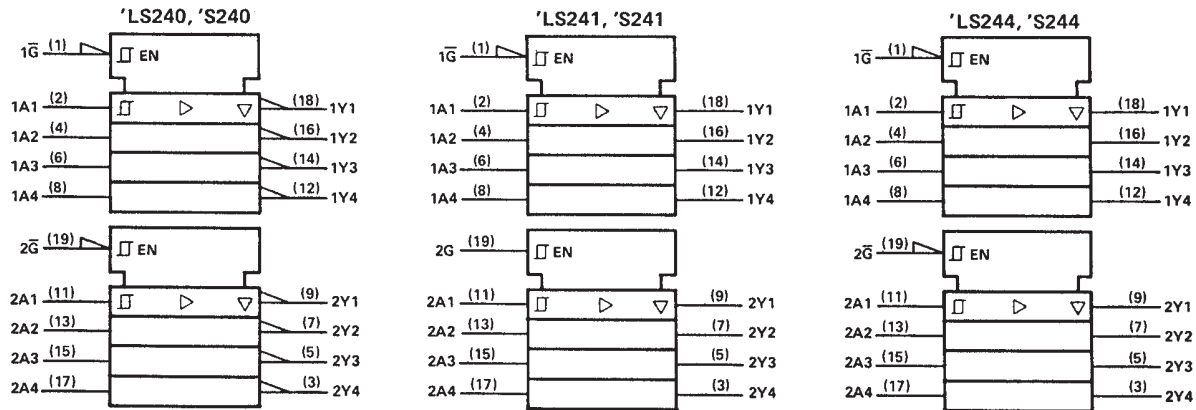 'LS240, 'S240
1G̅ (1) EN
1A1 (2) (18) 1Y1
1A2 (4) (16) 1Y2
1A3 (6) (14) 1Y3
1A4 (8) (12) 1Y4
2G̅ (19) EN
2A1 (11) (9) 2Y1
2A2 (13) (7) 2Y2
2A3 (15) (5) 2Y3
2A4 (17) (3) 2Y4
'LS241, 'S241
1G̅ (1) EN
1A1 (2) (18) 1Y1
1A2 (4) (16) 1Y2
1A3 (6) (14) 1Y3
1A4 (8) (12) 1Y4
2G (19) EN
2A1 (11) (9) 2Y1
2A2 (13) (7) 2Y2
2A3 (15) (5) 2Y3
2A4 (17) (3) 2Y4
'LS244, 'S244
1G̅ (1) EN
1A1 (2) (18) 1Y1
1A2 (4) (16) 1Y2
1A3 (6) (14) 1Y3
1A4 (8) (12) 1Y4
2G̅ (19) EN
2A1 (11) (9) 2Y1
2A2 (13) (7) 2Y2
2A3 (15) (5) 2Y3
2A4 (17) (3) 2Y4